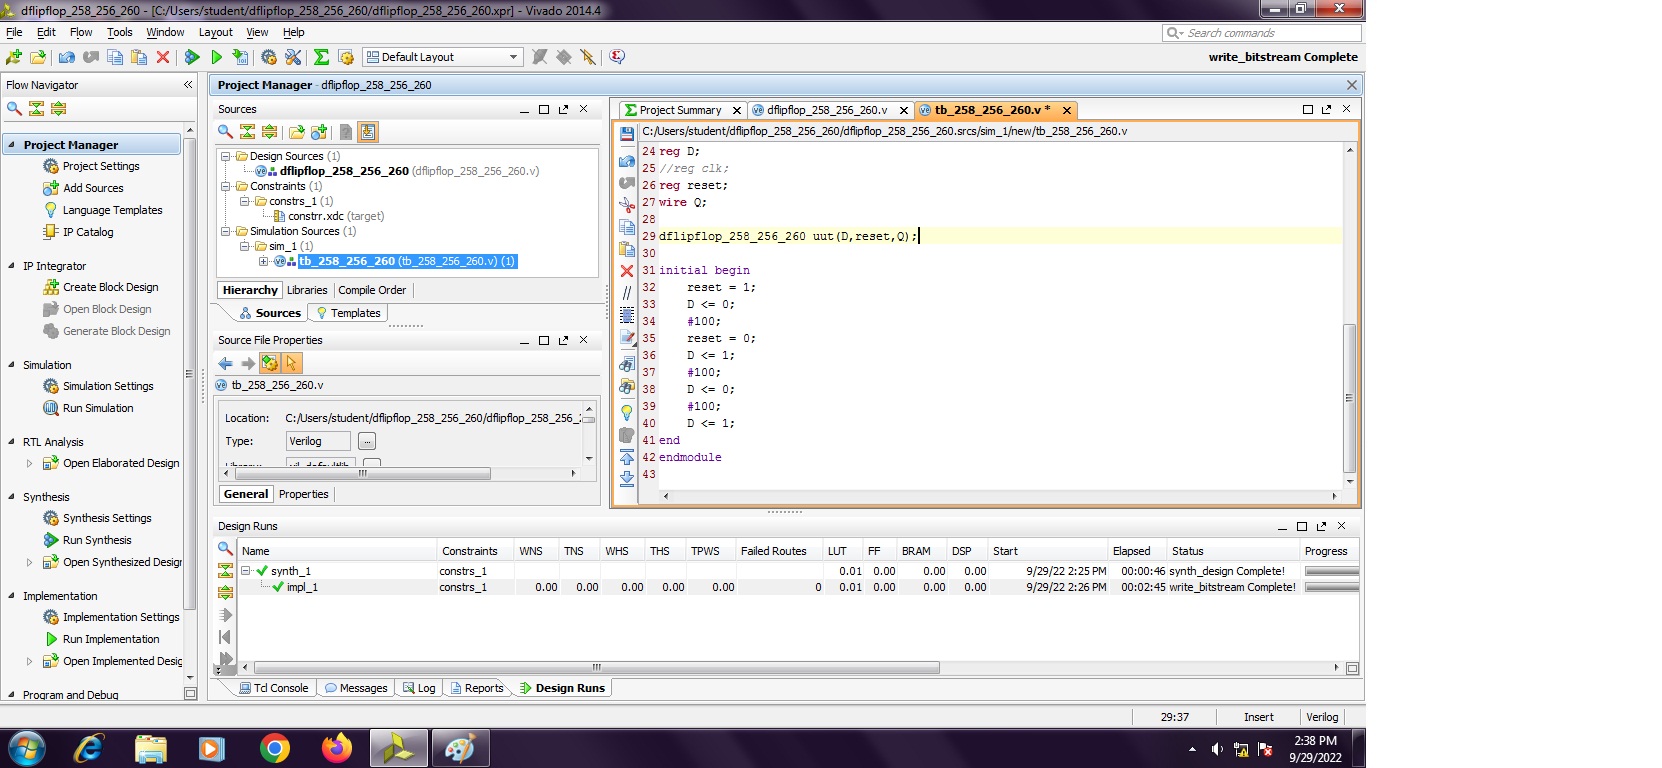 dflipflop_258_256_260 - [C:/Users/student/dflipflop_258_256_260/dflipflop_258_256_260.xpr] - Vivado 2014.4
File Edit Flow Tools Window Layout View Help
Search commands
Default Layout
write_bitstream Complete
Flow Navigator
Project Manager
Project Settings
Add Sources
Language Templates
IP Catalog
IP Integrator
Create Block Design
Open Block Design
Generate Block Design
Simulation
Simulation Settings
Run Simulation
RTL Analysis
Open Elaborated Design
Synthesis
Synthesis Settings
Run Synthesis
Open Synthesized Design
Implementation
Implementation Settings
Run Implementation
Open Implemented Desig
Program and Debug
Project Manager - dflipflop_258_256_260
Sources
Design Sources (1)
dflipflop_258_256_260 (dflipflop_258_256_260.v)
Constraints (1)
constrs_1 (1)
constrr.xdc (target)
Simulation Sources (1)
sim_1 (1)
tb_258_256_260 (tb_258_256_260.v) (1)
Hierarchy Libraries Compile Order
Sources Templates
Source File Properties
tb_258_256_260.v
Location: C:/Users/student/dflipflop_258_256_260/dflipflop_258_256_
Type: Verilog ...
General Properties
Project Summary dflipflop_258_256_260.v tb_258_256_260.v *
C:/Users/student/dflipflop_258_256_260/dflipflop_258_256_260.srcs/sim_1/new/tb_258_256_260.v
24 reg D;
25 //reg clk;
26 reg reset;
27 wire Q;
28
29 dflipflop_258_256_260 uut(D,reset,Q);
30
31 initial begin
32 reset = 1;
33 D <= 0;
34 #100;
35 reset = 0;
36 D <= 1;
37 #100;
38 D <= 0;
39 #100;
40 D <= 1;
41 end
42 endmodule
43
Design Runs
Name Constraints WNS TNS WHS THS TPWS Failed Routes LUT FF BRAM DSP Start Elapsed Status Progress
synth_1 constrs_1 0.01 0.00 0.00 0.00 9/29/22 2:25 PM 00:00:46 synth_design Complete!
impl_1 constrs_1 0.00 0.00 0.00 0.00 0.00 0 0.01 0.00 0.00 0.00 9/29/22 2:26 PM 00:02:45 write_bitstream Complete!
Tcl Console Messages Log Reports Design Runs
29:37 Insert Verilog
2:38 PM
9/29/2022